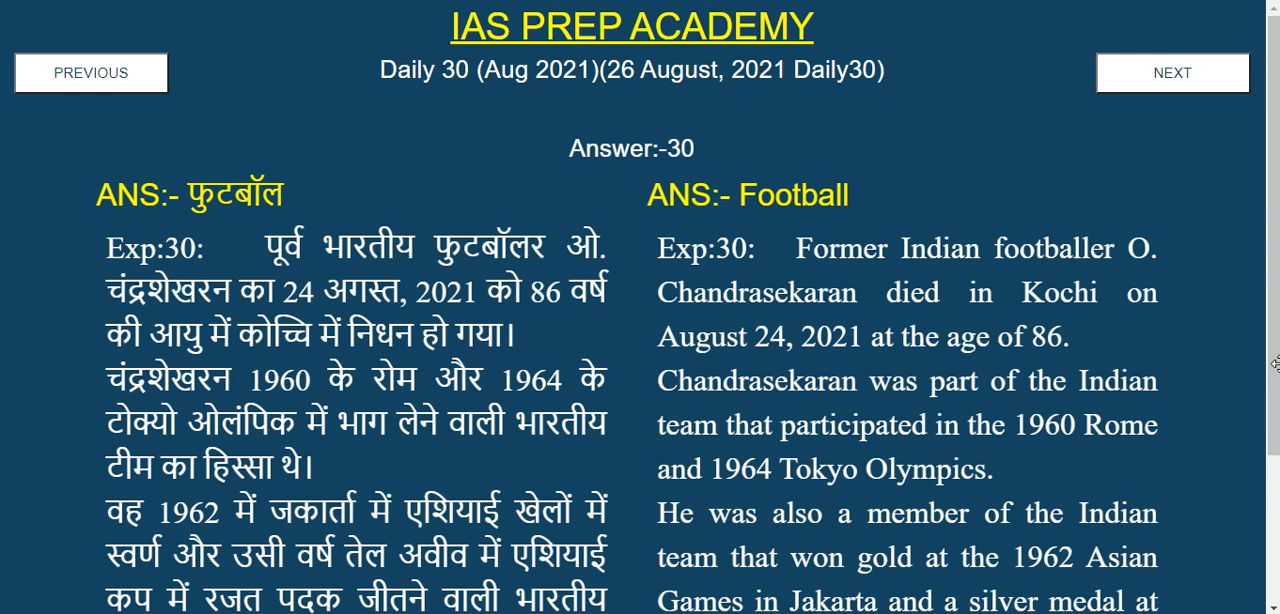 IAS PREP ACADEMY
PREVIOUS
Daily 30 (Aug 2021)(26 August, 2021 Daily30)
NEXT
Answer:-30
ANS:- फुटबॉल
Exp:30: पूर्व भारतीय फुटबॉलर ओ.
चंद्रशेखरन का 24 अगस्त, 2021 को 86 वर्ष
की आयु में कोच्चि में निधन हो गया।
चंद्रशेखरन 1960 के रोम और 1964 के
टोक्यो ओलंपिक में भाग लेने वाली भारतीय
टीम का हिस्सा थे।
वह 1962 में जकार्ता में एशियाई खेलों में
स्वर्ण और उसी वर्ष तेल अवीव में एशियाई
कप में रजत पदक जीतने वाली भारतीय
ANS:- Football
Exp:30: Former Indian footballer O.
Chandrasekaran died in Kochi on
August 24, 2021 at the age of 86.
Chandrasekaran was part of the Indian
team that participated in the 1960 Rome
and 1964 Tokyo Olympics.
He was also a member of the Indian
team that won gold at the 1962 Asian
Games in Jakarta and a silver medal at